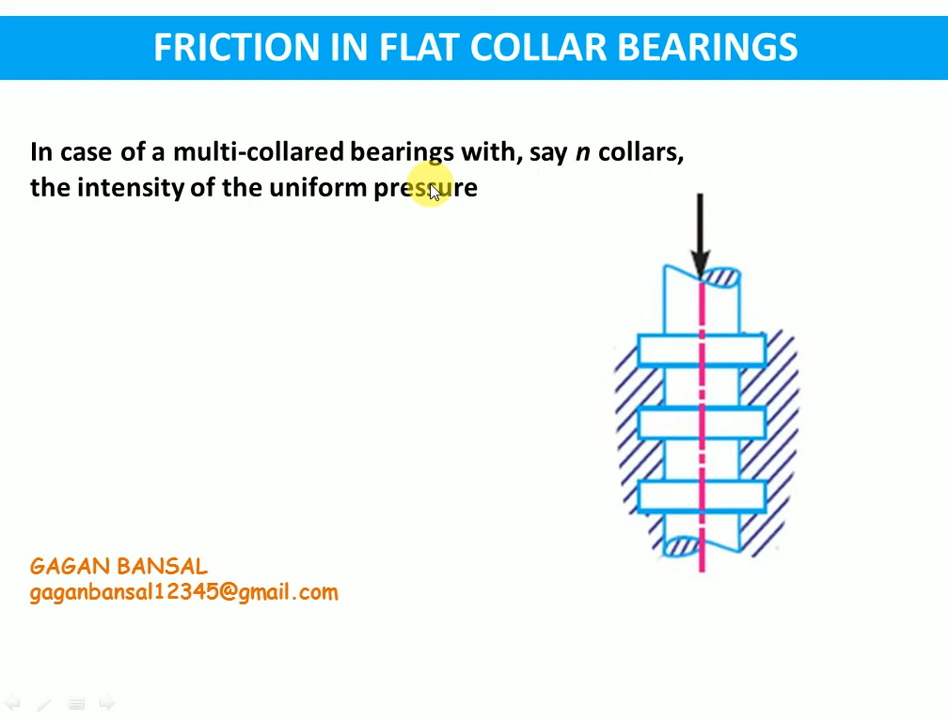 FRICTION IN FLAT COLLAR BEARINGS
In case of a multi-collared bearings with, say n collars,
the intensity of the uniform pressure
GAGAN BANSAL
gaganbansal12345@gmail.com